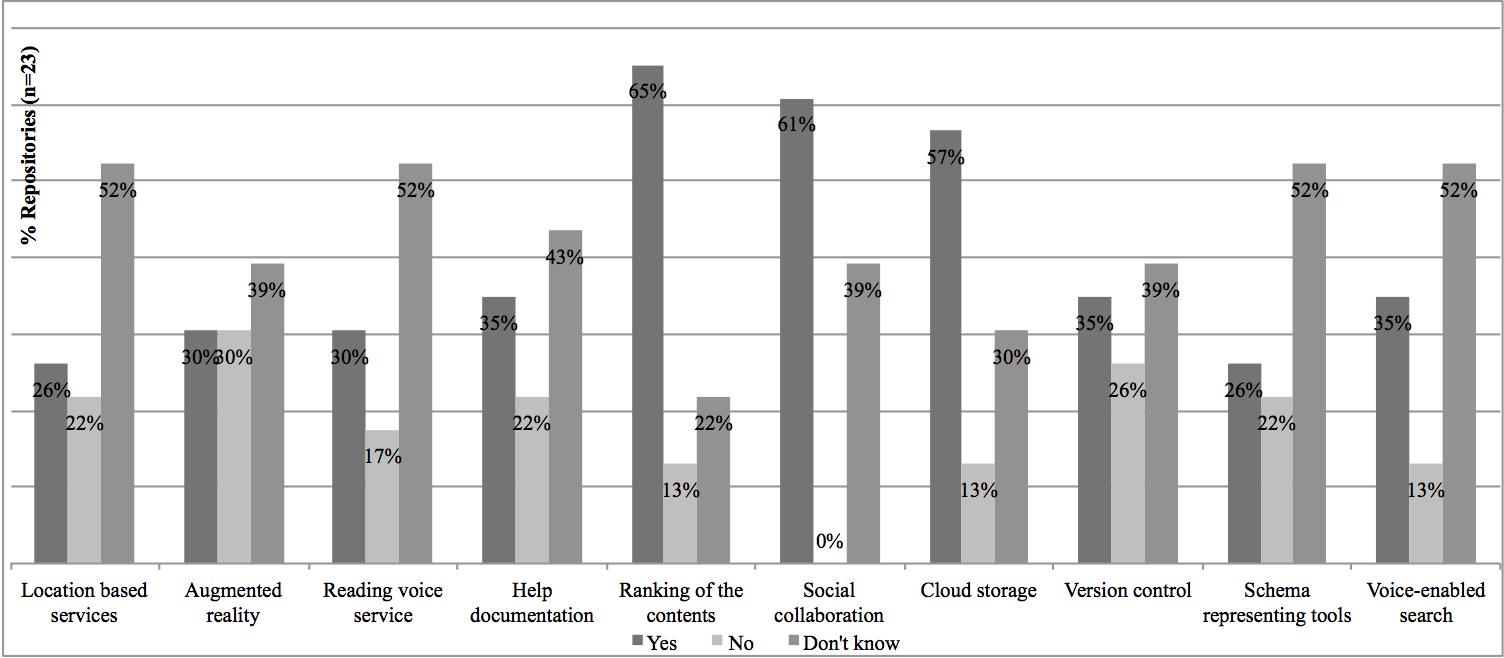 % Repositories (n=23)
26%
22%
52%
30%
30%
39%
30%
17%
52%
35%
22%
43%
65%
13%
22%
61%
0%
39%
57%
13%
30%
35%
26%
39%
26%
22%
52%
35%
13%
52%
Location based
services
Augmented
reality
Reading voice
service
Help
documentation
Ranking of the
contents
Social
collaboration
Cloud storage
Version control
Schema
representing tools
Voice-enabled
search
Yes
No
Don't know